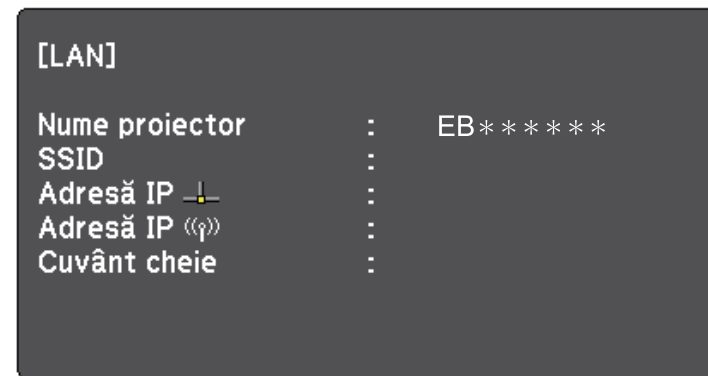 [LAN]
Nume proiector : EB******
SSID :
Adresă IP :
Adresă IP :
Cuvânt cheie :